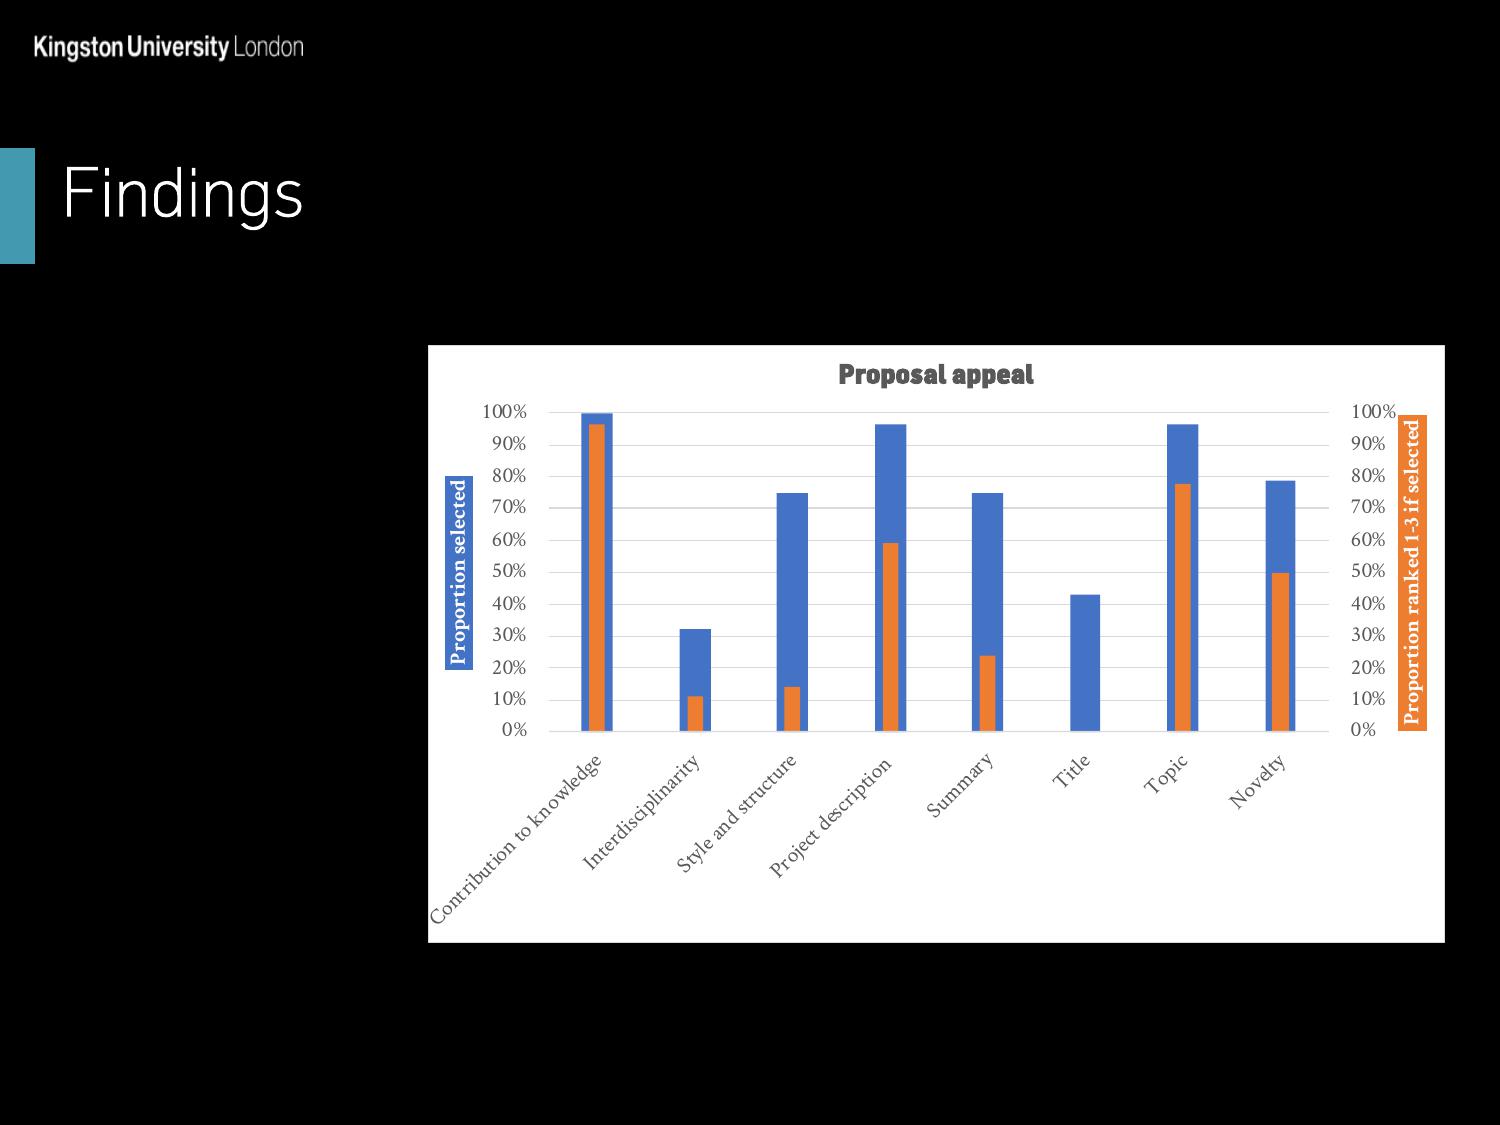 Kingston University London
Findings
Proposal appeal
Proportion selected
100%
90%
80%
70%
60%
50%
40%
30%
20%
10%
0%
100%
90%
80%
70%
60%
50%
40%
30%
20%
10%
0%
Proportion ranked 1-3 if selected
Contribution to knowledge
Interdisciplinarity
Style and structure
Project description
Summary
Title
Topic
Novelty